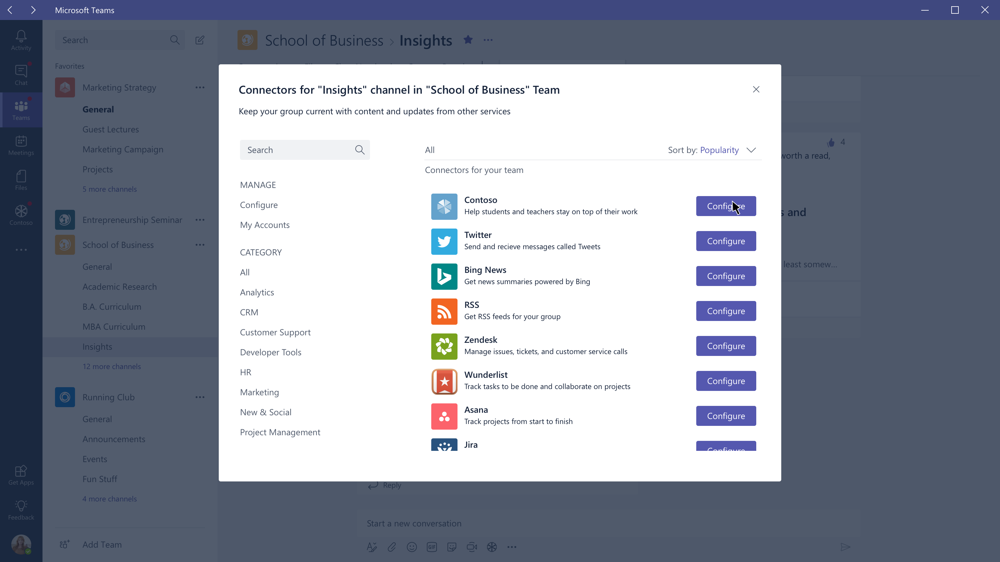 Microsoft Teams
Activity
Chat
Teams
Meetings
Files
Contoso
Get Apps
Feedback
Search
Favorites
Marketing Strategy
General
Guest Lectures
Marketing Campaign
Projects
5 more channels
Entrepreneurship Seminar
School of Business
General
Academic Research
B.A. Curriculum
MBA Curriculum
Insights
12 more channels
Running Club
General
Announcements
Events
Fun Stuff
4 more channels
Add Team
School of Business > Insights
Connectors for "Insights" channel in "School of Business" Team
Keep your group current with content and updates from other services
Search
MANAGE
Configure
My Accounts
CATEGORY
All
Analytics
CRM
Customer Support
Developer Tools
HR
Marketing
New & Social
Project Management
All
Sort by: Popularity
Connectors for your team
Contoso
Help students and teachers stay on top of their work
Configure
Twitter
Send and recieve messages called Tweets
Configure
Bing News
Get news summaries powered by Bing
Configure
RSS
Get RSS feeds for your group
Configure
Zendesk
Manage issues, tickets, and customer service calls
Configure
Wunderlist
Track tasks to be done and collaborate on projects
Configure
Asana
Track projects from start to finish
Configure
Jira
Configure
4
worth a read,
and
least somew...
Reply
Start a new conversation
GIF